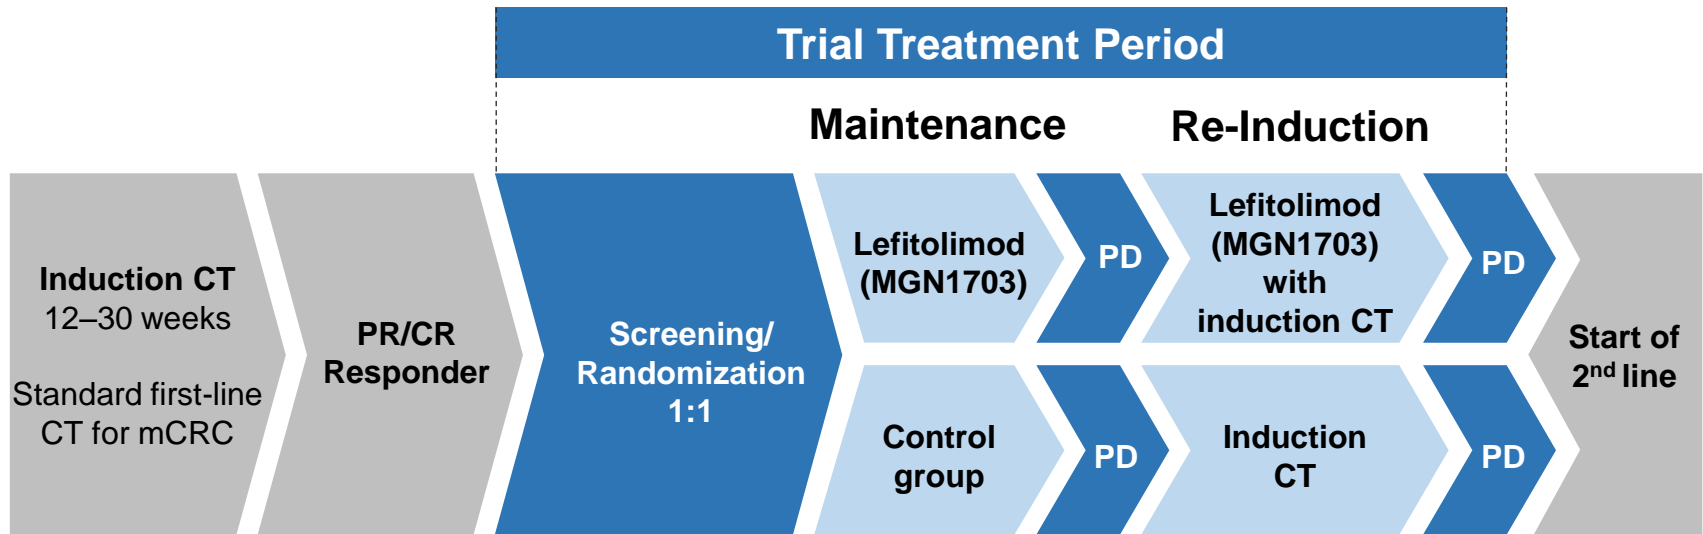 Trial Treatment Period
Maintenance
Re-Induction
Induction CT
12–30 weeks
Standard first-line
CT for mCRC
PR/CR
Responder
Screening/
Randomization
1:1
Lefitolimod
(MGN1703)
PD
Lefitolimod
(MGN1703)
with
induction CT
PD
Control
group
PD
Induction
CT
PD
Start of
2nd line